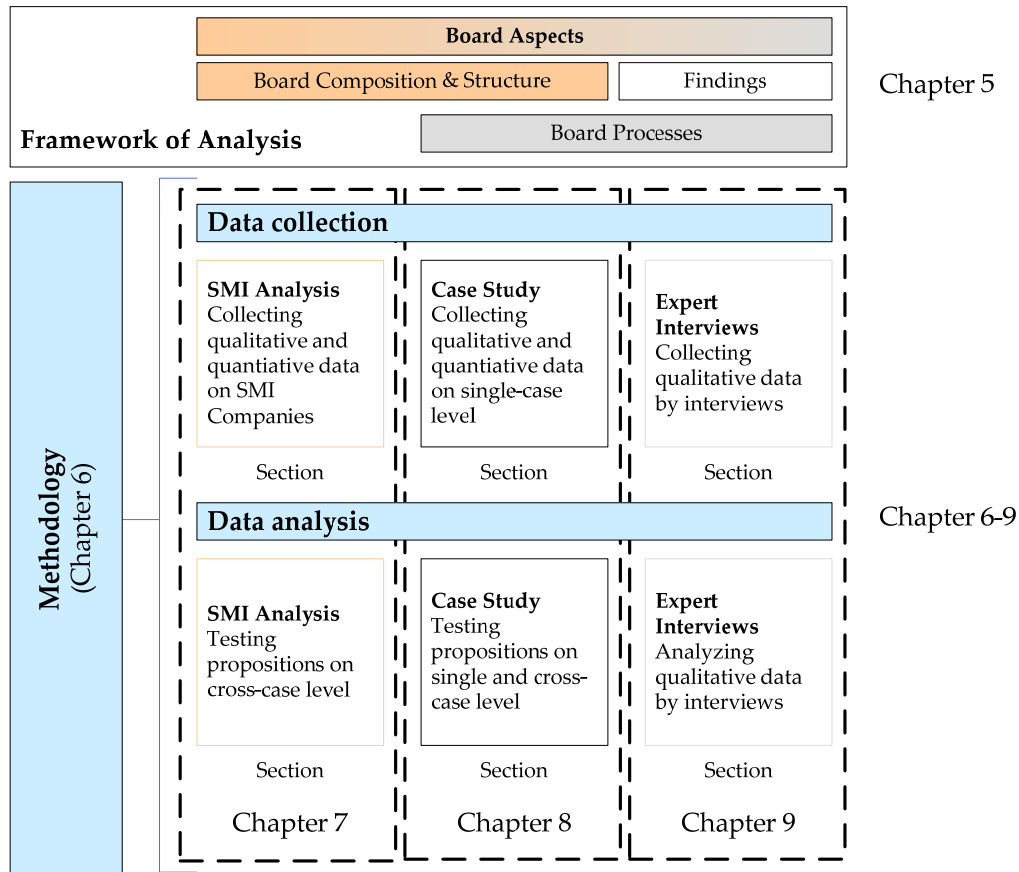 Board Aspects
Board Composition & Structure
Findings
Chapter 5
Board Processes
Framework of Analysis
Methodology
(Chapter 6)
Data collection
SMI Analysis
Collecting
qualitative and
quantiative data
on SMI
Companies
Case Study
Collecting
qualitative and
quantiative data
on single-case
level
Expert
Interviews
Collecting
qualitative data
by interviews
Section
Section
Section
Data analysis
Chapter 6-9
SMI Analysis
Testing
propositions on
cross-case level
Case Study
Testing
propositions on
single and cross-
case level
Expert
Interviews
Analyzing
qualitative data
by interviews
Section
Section
Section
Chapter 7
Chapter 8
Chapter 9